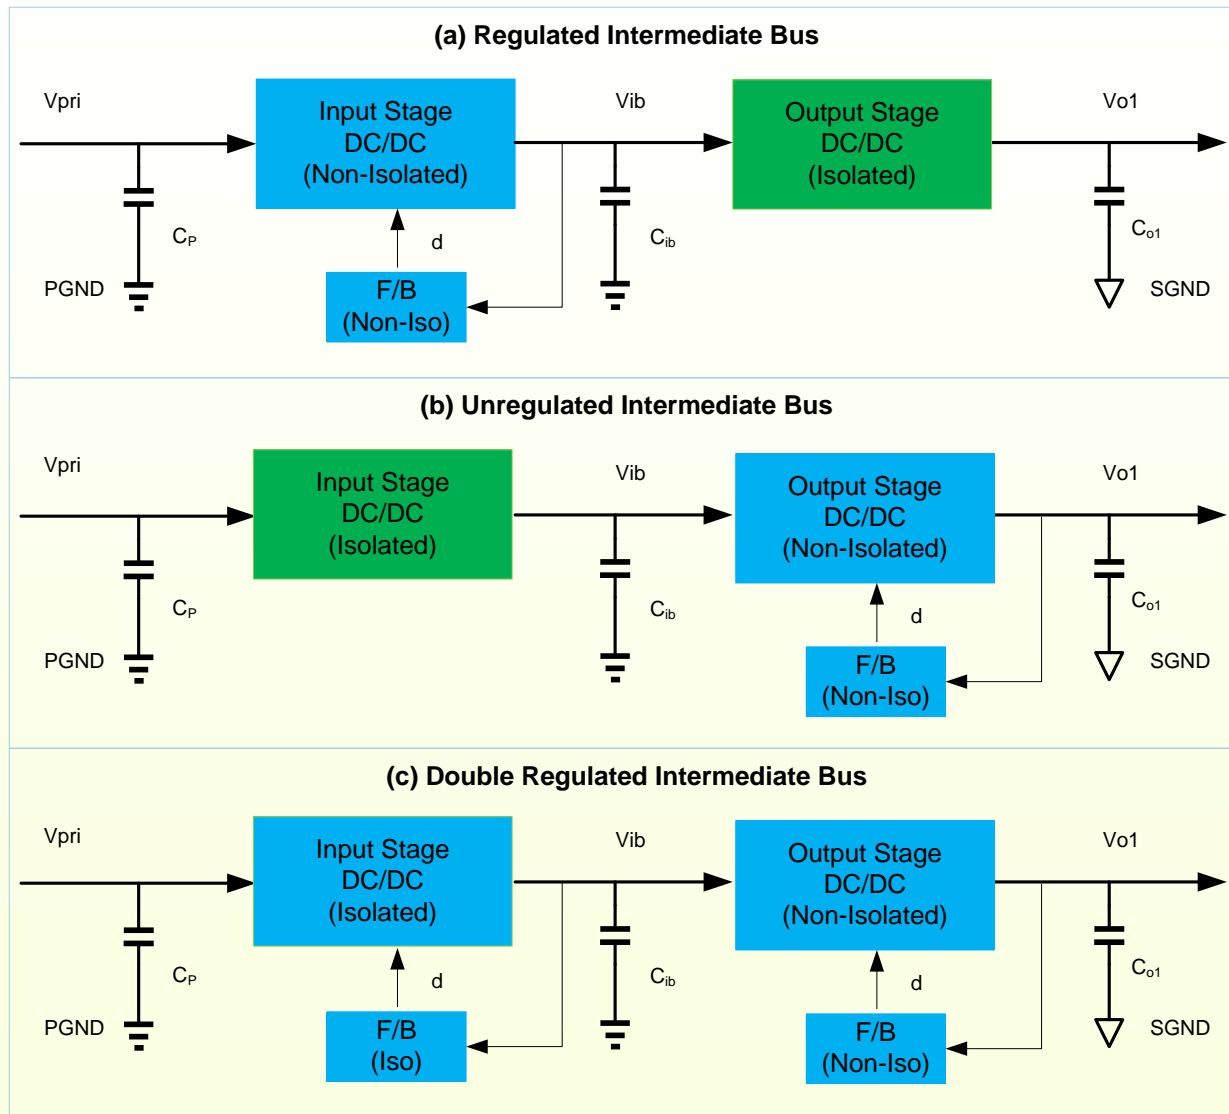 (a) Regulated Intermediate Bus
Vpri
Input Stage
DC/DC
(Non-Isolated)
Vib
Output Stage
DC/DC
(Isolated)
Vo1
CP
d
Cib
Co1
PGND
F/B
(Non-Iso)
SGND
(b) Unregulated Intermediate Bus
Vpri
Input Stage
DC/DC
(Isolated)
Vib
Output Stage
DC/DC
(Non-Isolated)
Vo1
CP
Cib
d
Co1
PGND
F/B
(Non-Iso)
SGND
(c) Double Regulated Intermediate Bus
Vpri
Input Stage
DC/DC
(Isolated)
Vib
Output Stage
DC/DC
(Non-Isolated)
Vo1
CP
d
Cib
d
Co1
PGND
F/B
(Iso)
F/B
(Non-Iso)
SGND